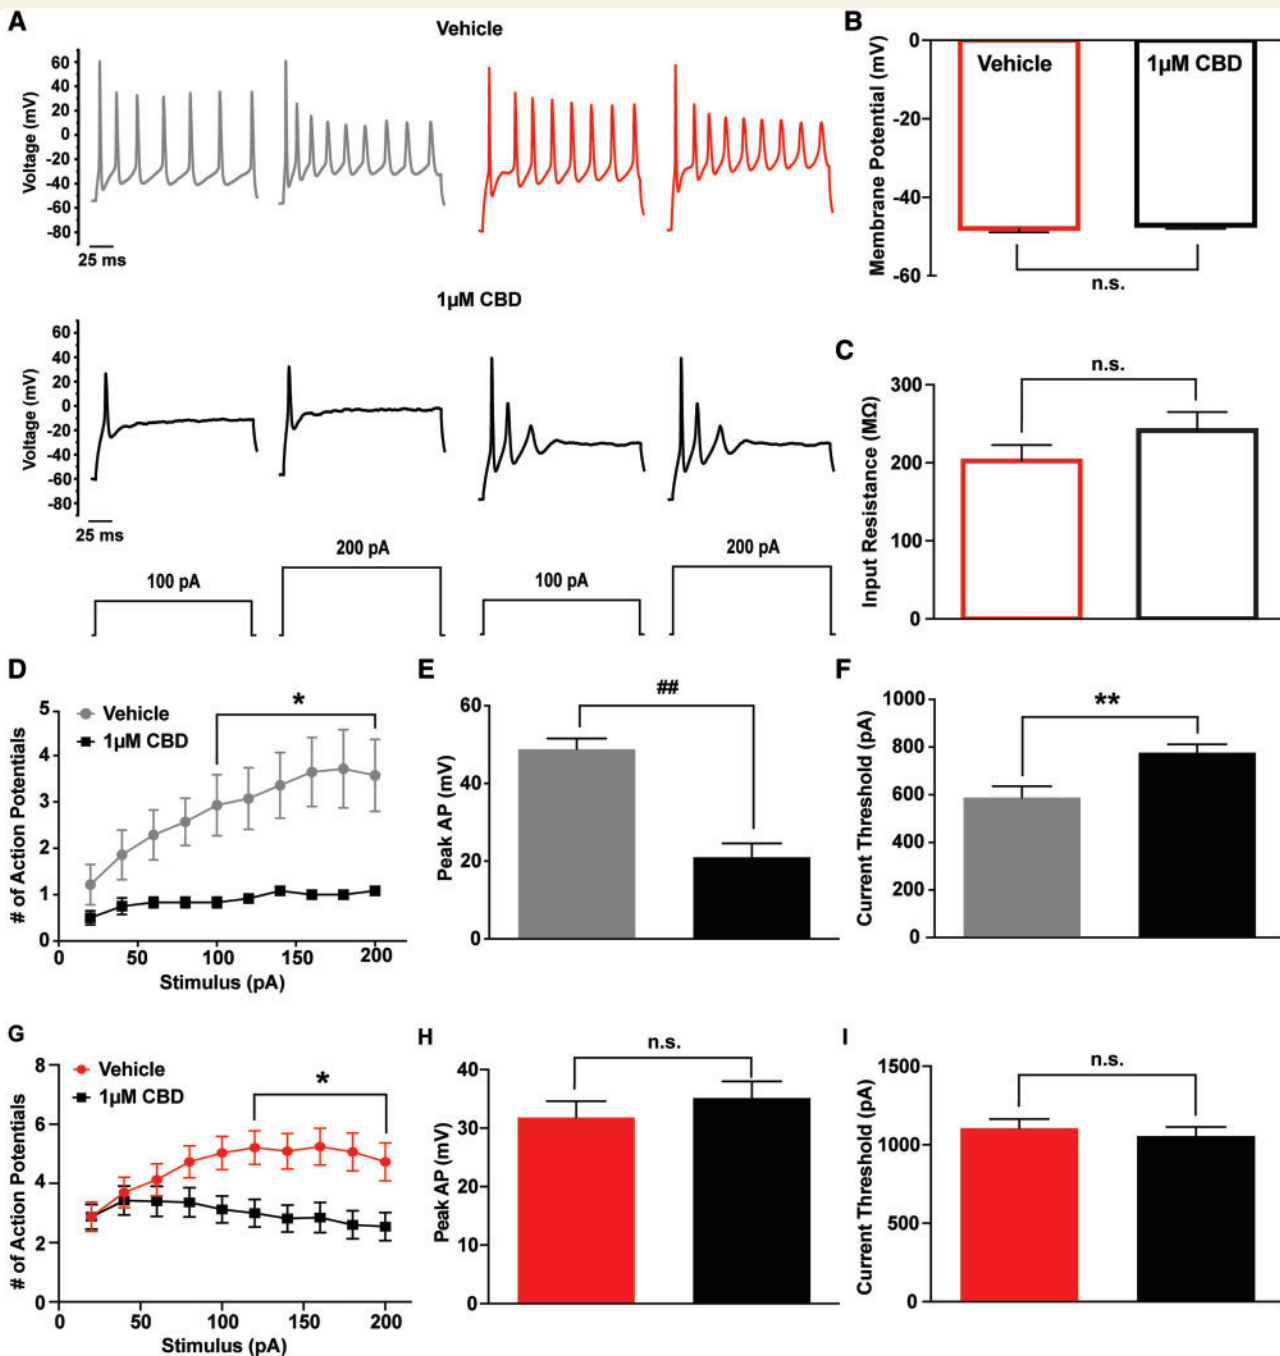 A
Vehicle
60
40
20
0
-20
-40
-60
-80
Voltage (mV)
25 ms
1µM CBD
60
40
20
0
-20
-40
-60
-80
Voltage (mV)
25 ms
100 pA
200 pA
100 pA
200 pA
B
0
-20
-40
-60
Membrane Potential (mV)
Vehicle
1µM CBD
n.s.
C
n.s.
300
200
100
0
Input Resistance (MΩ)
D
Vehicle
1µM CBD
*
5
4
3
2
1
0
# of Action Potentials
0 50 100 150 200
Stimulus (pA)
E
##
60
40
20
0
Peak AP (mV)
F
**
1000
800
600
400
200
0
Current Threshold (pA)
G
Vehicle
1µM CBD
*
8
6
4
2
0
# of Action Potentials
0 50 100 150 200
Stimulus (pA)
H
n.s.
40
30
20
10
0
Peak AP (mV)
I
n.s.
1500
1000
500
0
Current Threshold (pA)